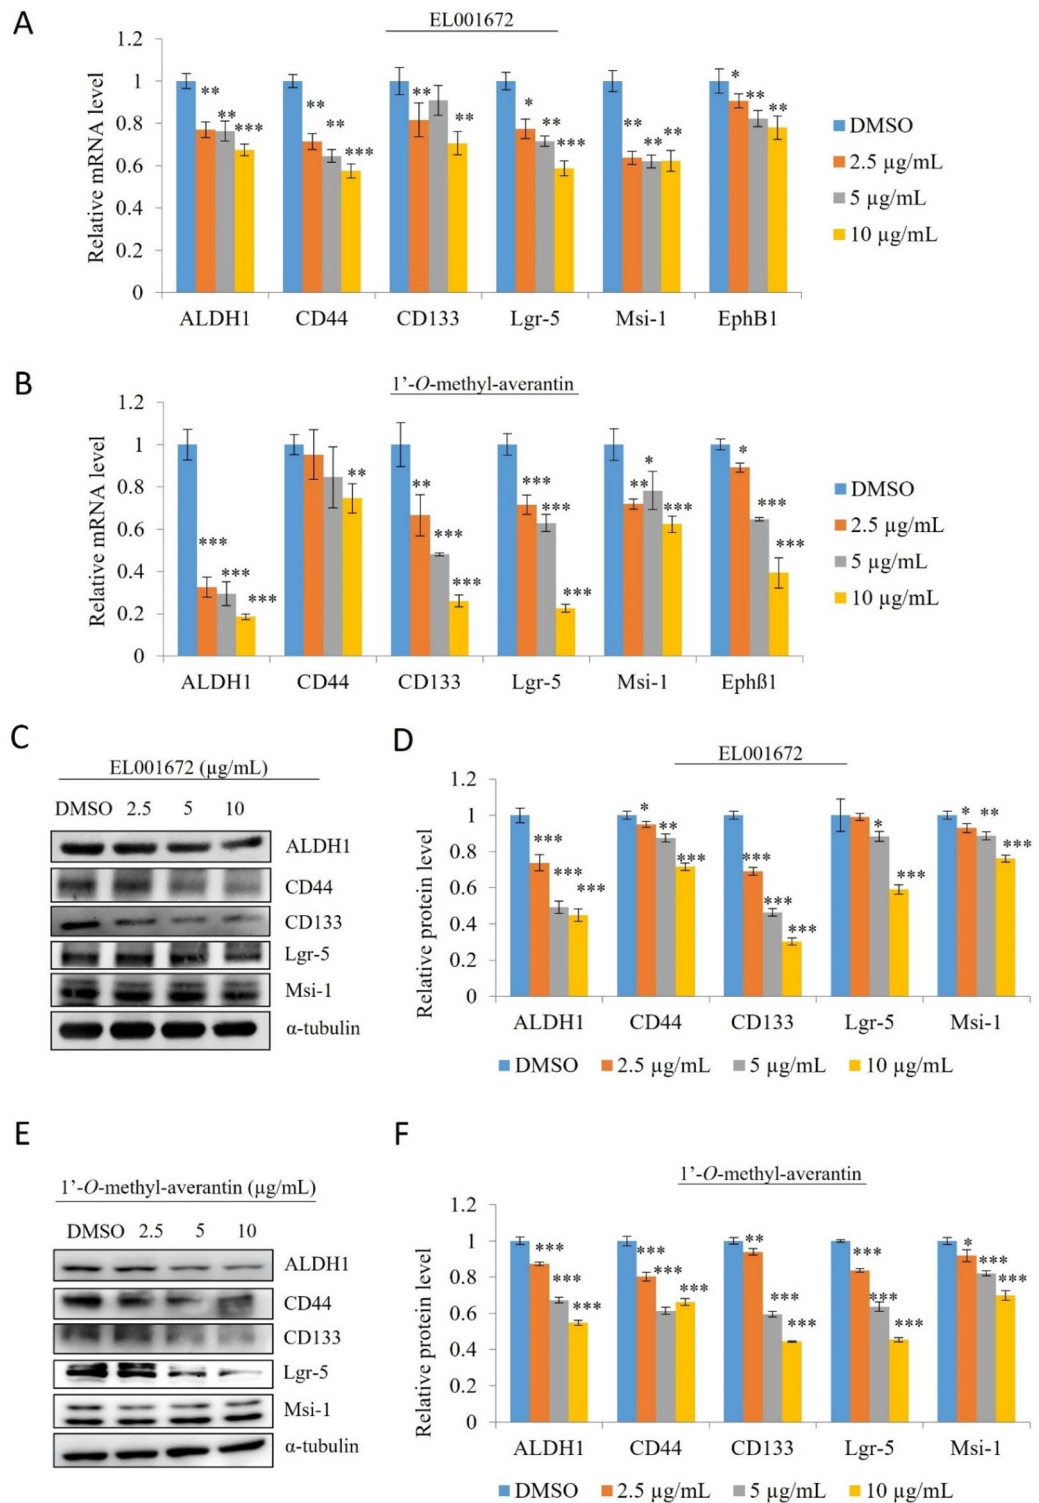 A
EL001672
Relative mRNA level
1.2
1
0.8
0.6
0.4
0.2
0
** ** *** ** ** *** ** ** * ** *** ** ** ** * ** **
ALDH1 CD44 CD133 Lgr-5 Msi-1 EphB1
DMSO
2.5 µg/mL
5 µg/mL
10 µg/mL
B
1’-O-methyl-averantin
Relative mRNA level
1.2
1
0.8
0.6
0.4
0.2
0
*** *** *** ** ** *** *** *** *** *** ** * *** * *** ***
ALDH1 CD44 CD133 Lgr-5 Msi-1 Ephß1
DMSO
2.5 µg/mL
5 µg/mL
10 µg/mL
C
EL001672 (µg/mL)
DMSO 2.5 5 10
ALDH1
CD44
CD133
Lgr-5
Msi-1
α-tubulin
D
EL001672
Relative protein level
1.2
1
0.8
0.6
0.4
0.2
0
*** *** *** * ** *** *** *** *** * *** * ** ***
ALDH1 CD44 CD133 Lgr-5 Msi-1
DMSO 2.5 µg/mL 5 µg/mL 10 µg/mL
E
1’-O-methyl-averantin (µg/mL)
DMSO 2.5 5 10
ALDH1
CD44
CD133
Lgr-5
Msi-1
α-tubulin
F
1’-O-methyl-averantin
Relative protein level
1.2
1
0.8
0.6
0.4
0.2
0
*** *** *** *** *** *** ** *** *** *** *** *** * *** ***
ALDH1 CD44 CD133 Lgr-5 Msi-1
DMSO 2.5 µg/mL 5 µg/mL 10 µg/mL